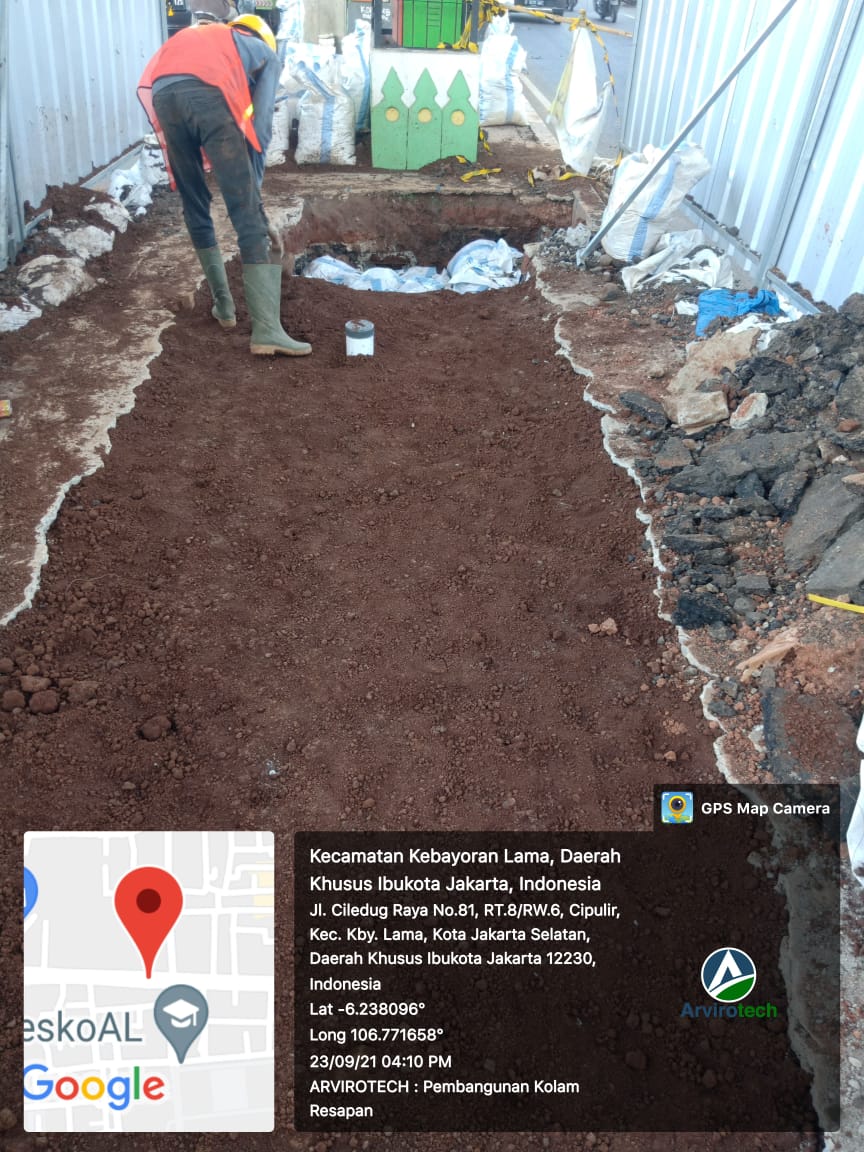 GPS Map Camera
Kecamatan Kebayoran Lama, Daerah
Khusus Ibukota Jakarta, Indonesia
Jl. Ciledug Raya No.81, RT.8/RW.6, Cipulir,
Kec. Kby. Lama, Kota Jakarta Selatan,
Daerah Khusus Ibukota Jakarta 12230,
Indonesia
Lat -6.238096°
Long 106.771658°
23/09/21 04:10 PM
ARVIROTECH : Pembangunan Kolam
Resapan
Arvirotech
eskoAL
Google